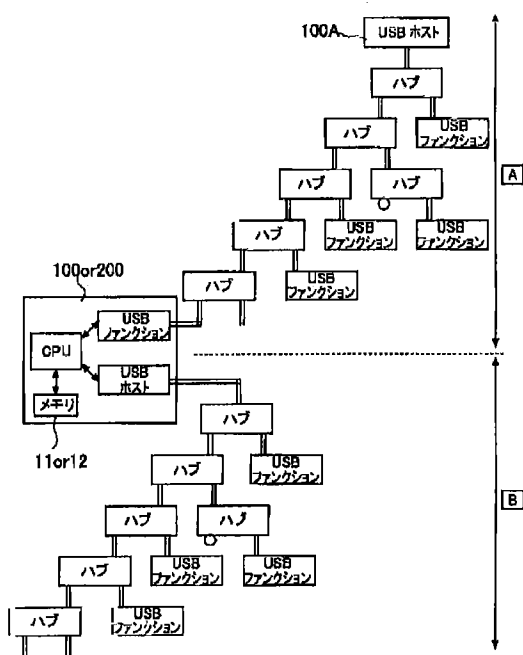 100A
USB ホスト
ハブ
ハブ
USB
ファンクション
ハブ
ハブ
A
ハブ
USB
ファンクション
USB
ファンクション
ハブ
USB
ファンクション
100or200
USB
ファンクション
CPU
USB
ホスト
メモリ
11or12
ハブ
ハブ
USB
ファンクション
B
ハブ
ハブ
ハブ
USB
ファンクション
USB
ファンクション
ハブ
USB
ファンクション